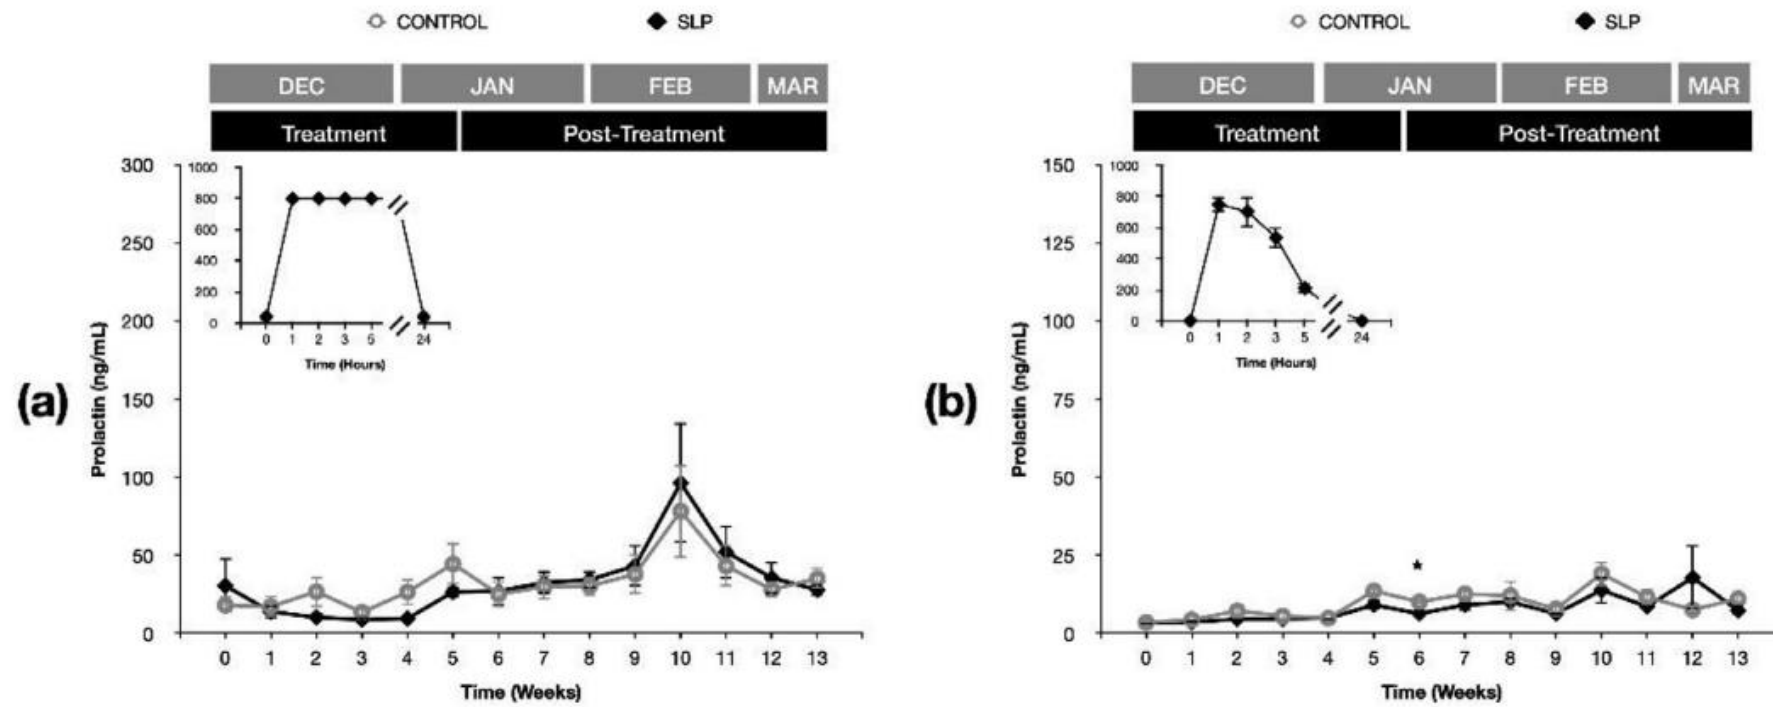 CONTROL SLP
DEC JAN FEB MAR
Treatment Post-Treatment
300
250
200
150
100
50
0
Prolactin (ng/mL)
1000
800
600
400
200
0
0 1 2 3 5 24
Time (Hours)
(a)
0 1 2 3 4 5 6 7 8 9 10 11 12 13
Time (Weeks)
CONTROL SLP
DEC JAN FEB MAR
Treatment Post-Treatment
150
125
100
75
50
25
0
Prolactin (ng/mL)
1000
800
600
400
200
0
0 1 2 3 5 24
Time (Hours)
(b)
0 1 2 3 4 5 6 7 8 9 10 11 12 13
Time (Weeks)